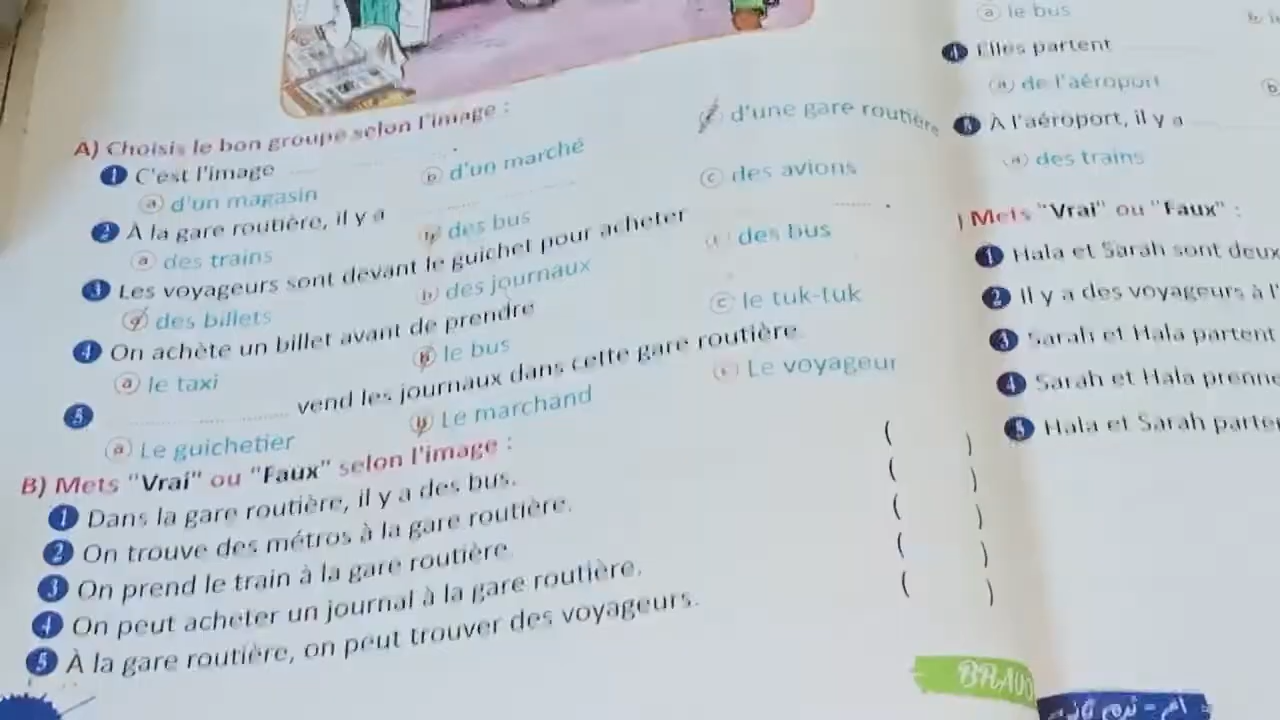 A) Choisis le bon groupe selon l'image :
1 C'est l'image ............
a d'un magasin b d'un marché c d'une gare routière
2 À la gare routière, il y a ............
a des trains b des bus c des avions
3 Les voyageurs sont devant le guichet pour acheter ............ .
a des billets b des journaux c des bus
4 On achète un billet avant de prendre
a le taxi b le bus c le tuk-tuk
5 ............ vend les journaux dans cette gare routière.
a Le guichetier b Le marchand c Le voyageur
B) Mets "Vrai" ou "Faux" selon l'image :
1 Dans la gare routière, il y a des bus. ( )
2 On trouve des métros à la gare routière. ( )
3 On prend le train à la gare routière. ( )
4 On peut acheter un journal à la gare routière. ( )
5 À la gare routière, on peut trouver des voyageurs. ( )
BRAVO
a le bus
4 Elles partent ............
a de l'aéroport b
5 À l'aéroport, il y a ............
a des trains
) Mets "Vrai" ou "Faux" :
1 Hala et Sarah sont deux
2 Il y a des voyageurs à l'
3 Sarah et Hala partent
4 Sarah et Hala prenne
5 Hala et Sarah parte